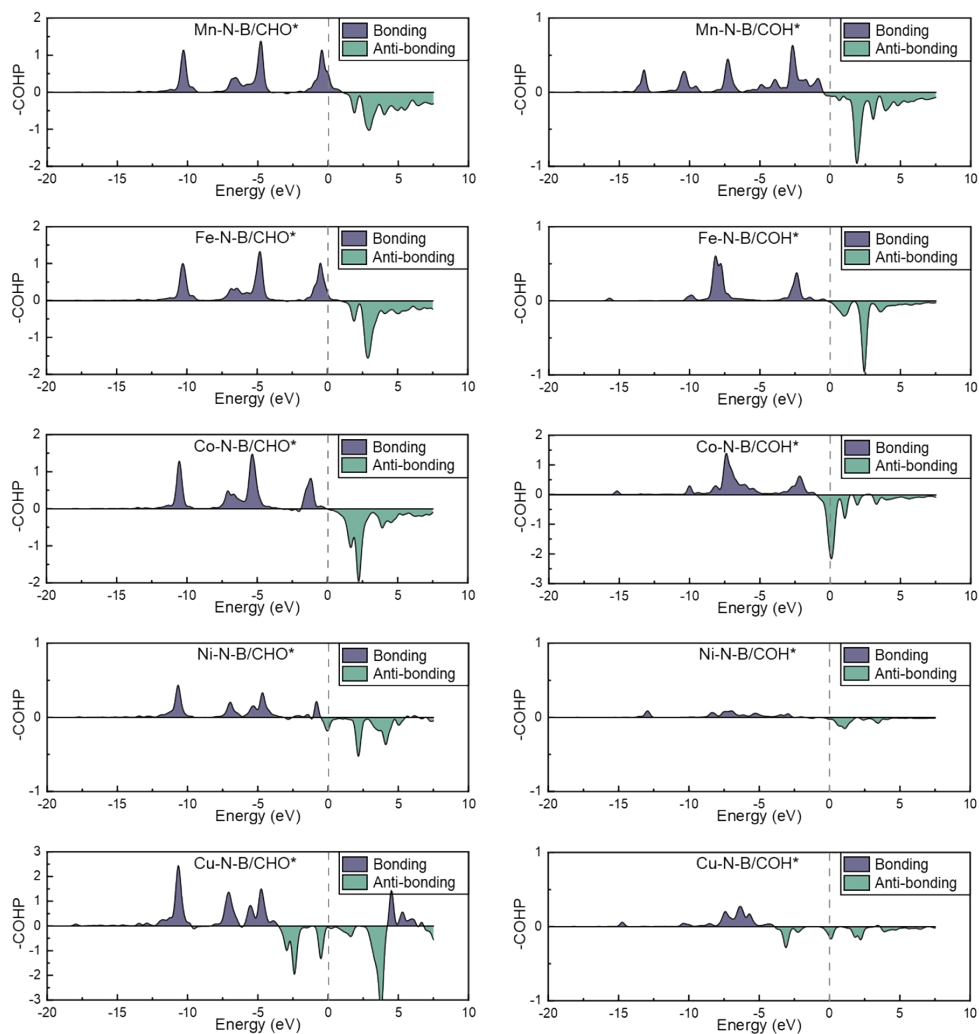 Mn-N-B/CHO*
Bonding
Anti-bonding
-COHP
2
1
0
-1
-2
-20 -15 -10 -5 0 5 10
Energy (eV)
Mn-N-B/COH*
Bonding
Anti-bonding
-COHP
1
0
-1
-20 -15 -10 -5 0 5 10
Energy (eV)
Fe-N-B/CHO*
Bonding
Anti-bonding
-COHP
2
1
0
-1
-2
-20 -15 -10 -5 0 5 10
Energy (eV)
Fe-N-B/COH*
Bonding
Anti-bonding
-COHP
1
0
-1
-20 -15 -10 -5 0 5 10
Energy (eV)
Co-N-B/CHO*
Bonding
Anti-bonding
-COHP
2
1
0
-1
-2
-20 -15 -10 -5 0 5 10
Energy (eV)
Co-N-B/COH*
Bonding
Anti-bonding
-COHP
2
1
0
-1
-2
-3
-20 -15 -10 -5 0 5 10
Energy (eV)
Ni-N-B/CHO*
Bonding
Anti-bonding
-COHP
1
0
-1
-20 -15 -10 -5 0 5 10
Energy (eV)
Ni-N-B/COH*
Bonding
Anti-bonding
-COHP
1
0
-1
-20 -15 -10 -5 0 5 10
Energy (eV)
Cu-N-B/CHO*
Bonding
Anti-bonding
-COHP
3
2
1
0
-1
-2
-3
-20 -15 -10 -5 0 5 10
Energy (eV)
Cu-N-B/COH*
Bonding
Anti-bonding
-COHP
1
0
-1
-20 -15 -10 -5 0 5 10
Energy (eV)